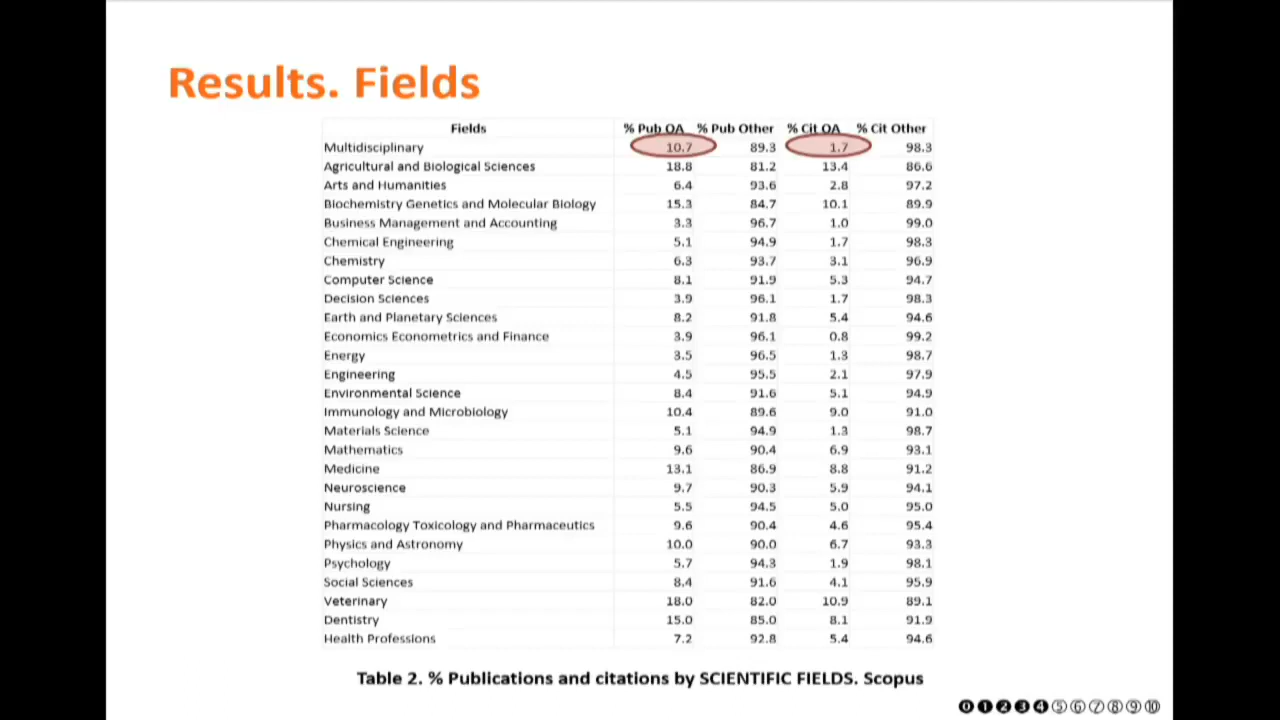 Results. Fields
Fields % Pub OA % Pub Other % Cit OA % Cit Other
Multidisciplinary 10.7 89.3 1.7 98.3
Agricultural and Biological Sciences 18.8 81.2 13.4 86.6
Arts and Humanities 6.4 93.6 2.8 97.2
Biochemistry Genetics and Molecular Biology 15.3 84.7 10.1 89.9
Business Management and Accounting 3.3 96.7 1.0 99.0
Chemical Engineering 5.1 94.9 1.7 98.3
Chemistry 6.3 93.7 3.1 96.9
Computer Science 8.1 91.9 5.3 94.7
Decision Sciences 3.9 96.1 1.7 98.3
Earth and Planetary Sciences 8.2 91.8 5.4 94.6
Economics Econometrics and Finance 3.9 96.1 0.8 99.2
Energy 3.5 96.5 1.3 98.7
Engineering 4.5 95.5 2.1 97.9
Environmental Science 8.4 91.6 5.1 94.9
Immunology and Microbiology 10.4 89.6 9.0 91.0
Materials Science 5.1 94.9 1.3 98.7
Mathematics 9.6 90.4 6.9 93.1
Medicine 13.1 86.9 8.8 91.2
Neuroscience 9.7 90.3 5.9 94.1
Nursing 5.5 94.5 5.0 95.0
Pharmacology Toxicology and Pharmaceutics 9.6 90.4 4.6 95.4
Physics and Astronomy 10.0 90.0 6.7 93.3
Psychology 5.7 94.3 1.9 98.1
Social Sciences 8.4 91.6 4.1 95.9
Veterinary 18.0 82.0 10.9 89.1
Dentistry 15.0 85.0 8.1 91.9
Health Professions 7.2 92.8 5.4 94.6
Table 2. % Publications and citations by SCIENTIFIC FIELDS. Scopus
⓿❶❷❸❹⑤⑥⑦⑧⑨⑩